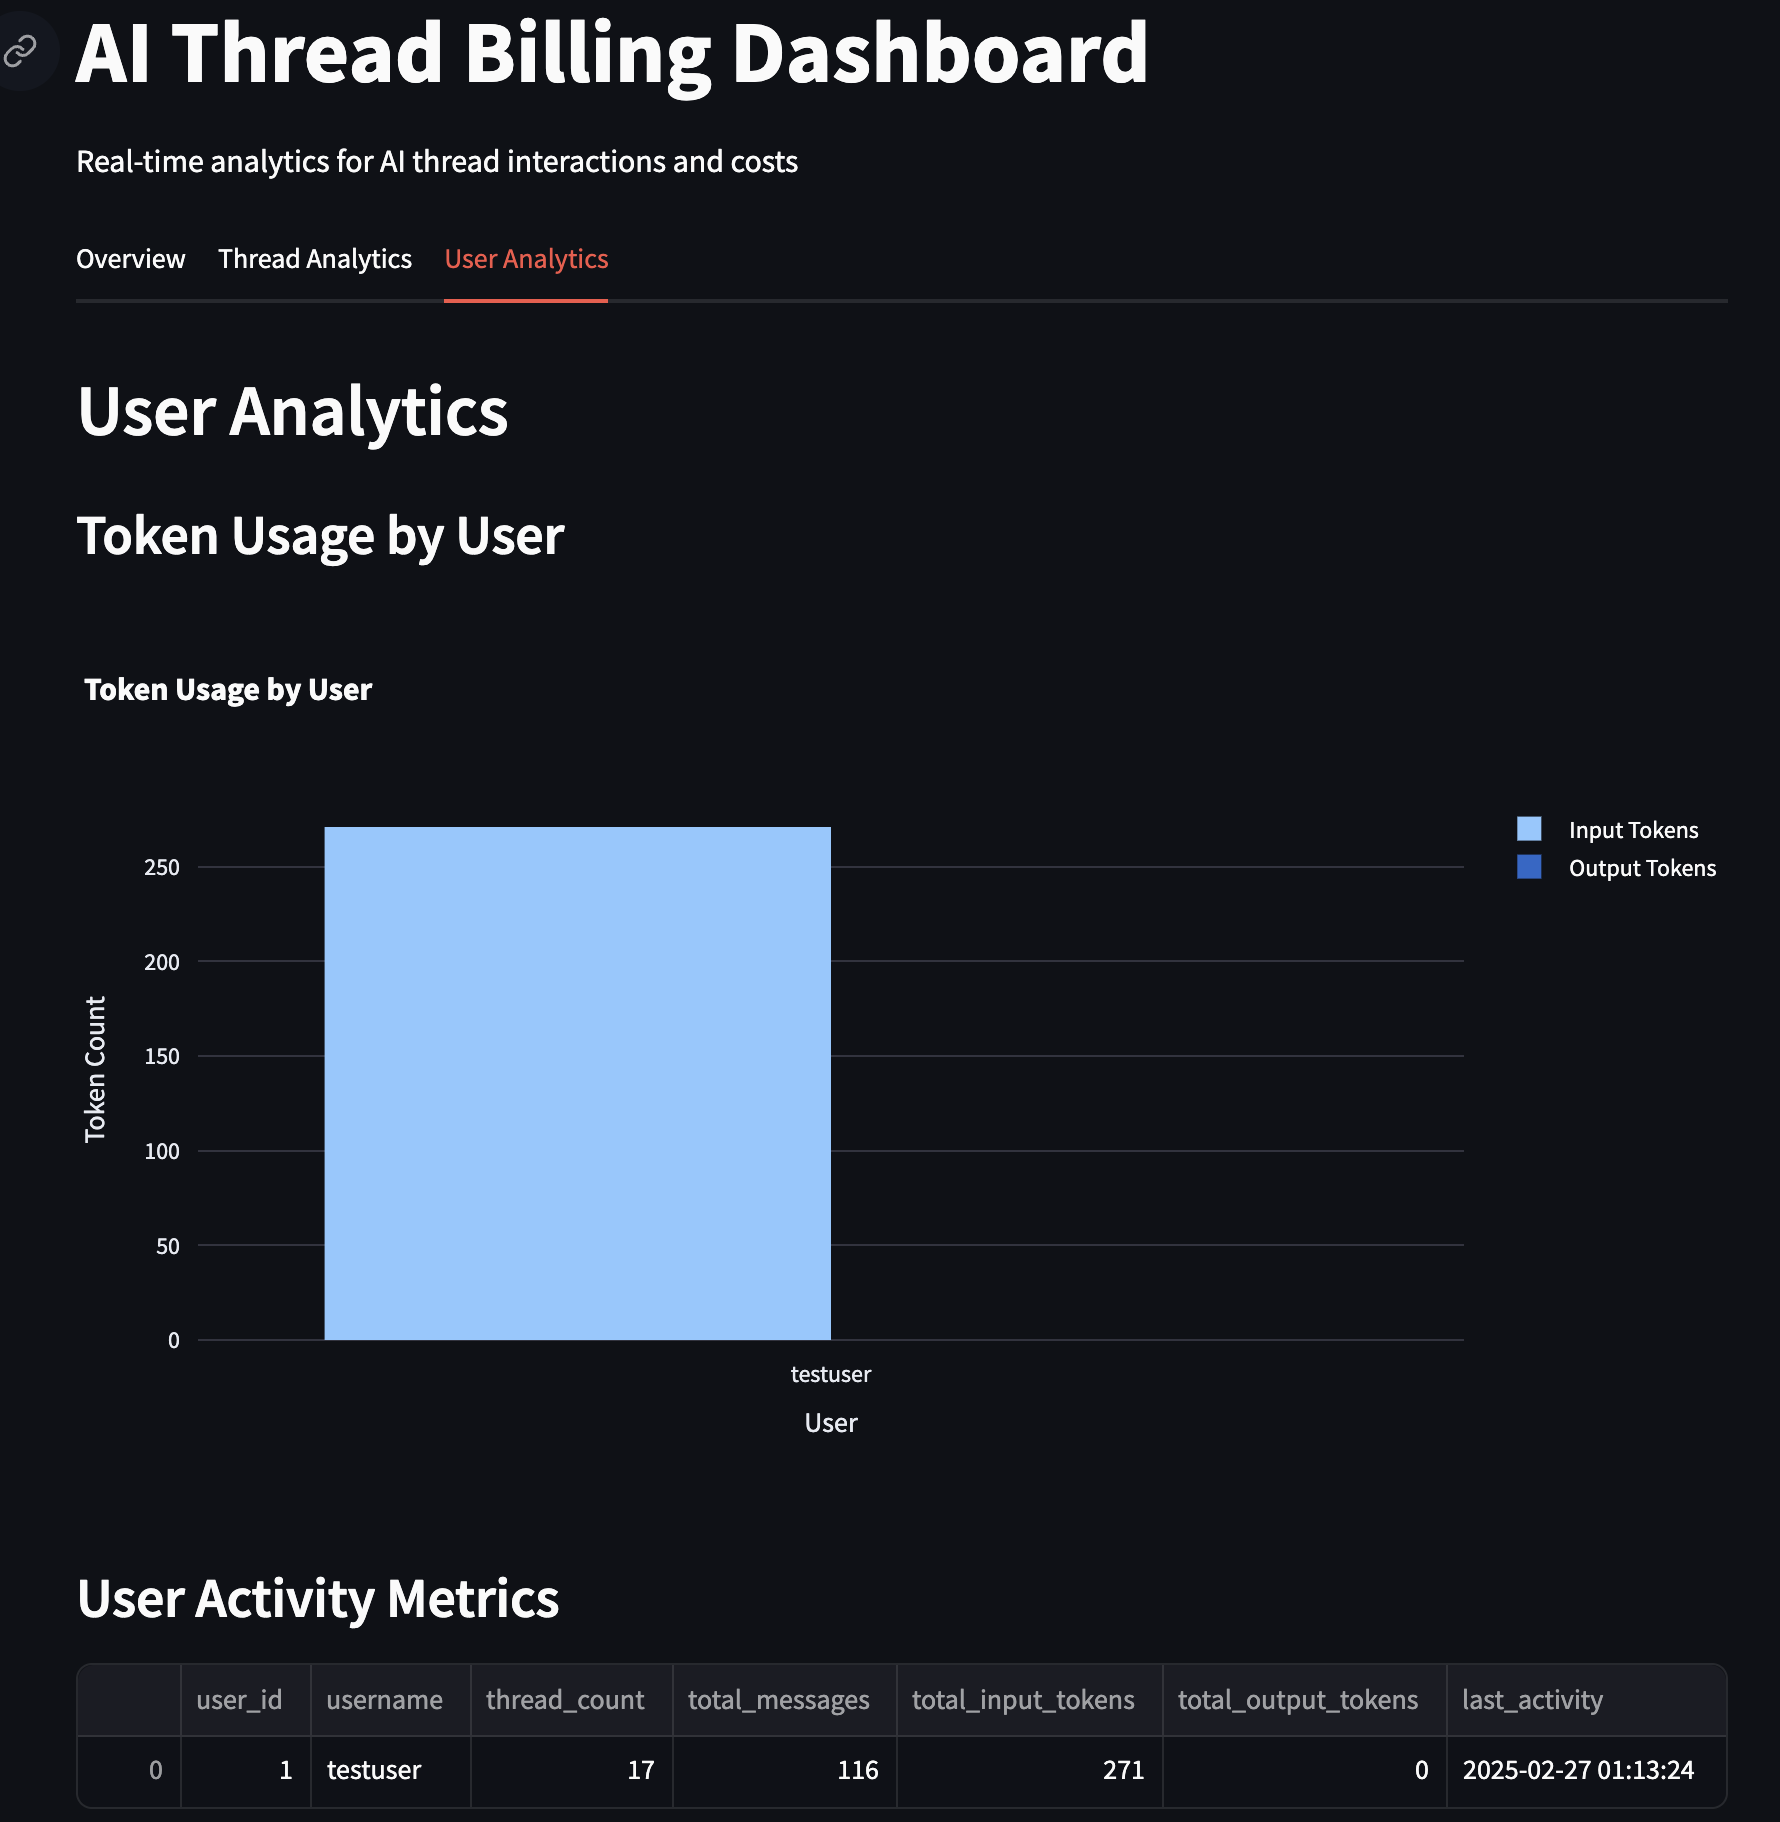 AI Thread Billing Dashboard
Real-time analytics for AI thread interactions and costs
Overview Thread Analytics User Analytics
User Analytics
Token Usage by User
Token Usage by User
Input Tokens
Output Tokens
250
200
150
100
50
0
Token Count
testuser
User
User Activity Metrics
user_id username thread_count total_messages total_input_tokens total_output_tokens last_activity
0 1 testuser 17 116 271 0 2025-02-27 01:13:24